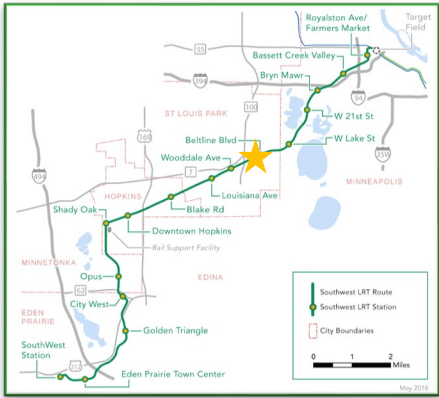 Royalston Ave/
Farmers Market
Target
Field
55
Bassett Creek Valley
394
Bryn Mawr
94
100
ST LOUIS PARK
W 21st St
169
Beltline Blvd
W Lake St
Wooddale Ave
35W
7
494
MINNEAPOLIS
HOPKINS
Louisiana Ave
Shady Oak
Blake Rd
Downtown Hopkins
Rail Support Facility
MINNETONKA
Opus
EDINA
62
City West
Southwest LRT Route
Southwest LRT Station
City Boundaries
EDEN
PRAIRIE
Golden Triangle
SouthWest
Station
212
0 1 2
Miles
Eden Prairie Town Center
May 2018